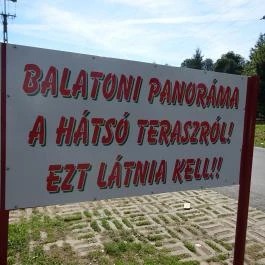 BALATONI PANORÁMA
A HÁTSÓ TERASZRÓL!
EZT LÁTNIA KELL!!